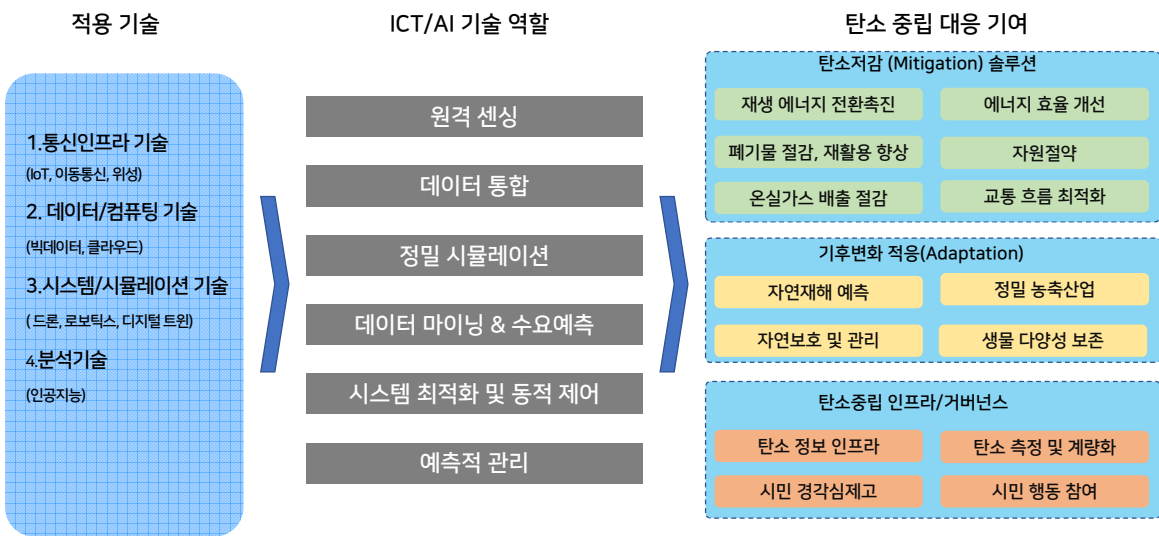 적용 기술
ICT/AI 기술 역할
탄소 중립 대응 기여
1.통신인프라 기술
(IoT, 이동통신, 위성)
2. 데이터/컴퓨팅 기술
(빅데이터, 클라우드)
3.시스템/시뮬레이션 기술
( 드론, 로보틱스, 디지털 트윈)
4.분석기술
(인공지능)
원격 센싱
데이터 통합
정밀 시뮬레이션
데이터 마이닝 & 수요예측
시스템 최적화 및 동적 제어
예측적 관리
탄소저감 (Mitigation) 솔루션
재생 에너지 전환촉진
에너지 효율 개선
폐기물 절감, 재활용 향상
자원절약
온실가스 배출 절감
교통 흐름 최적화
기후변화 적응(Adaptation)
자연재해 예측
정밀 농축산업
자연보호 및 관리
생물 다양성 보존
탄소중립 인프라/거버넌스
탄소 정보 인프라
탄소 측정 및 계량화
시민 경각심제고
시민 행동 참여